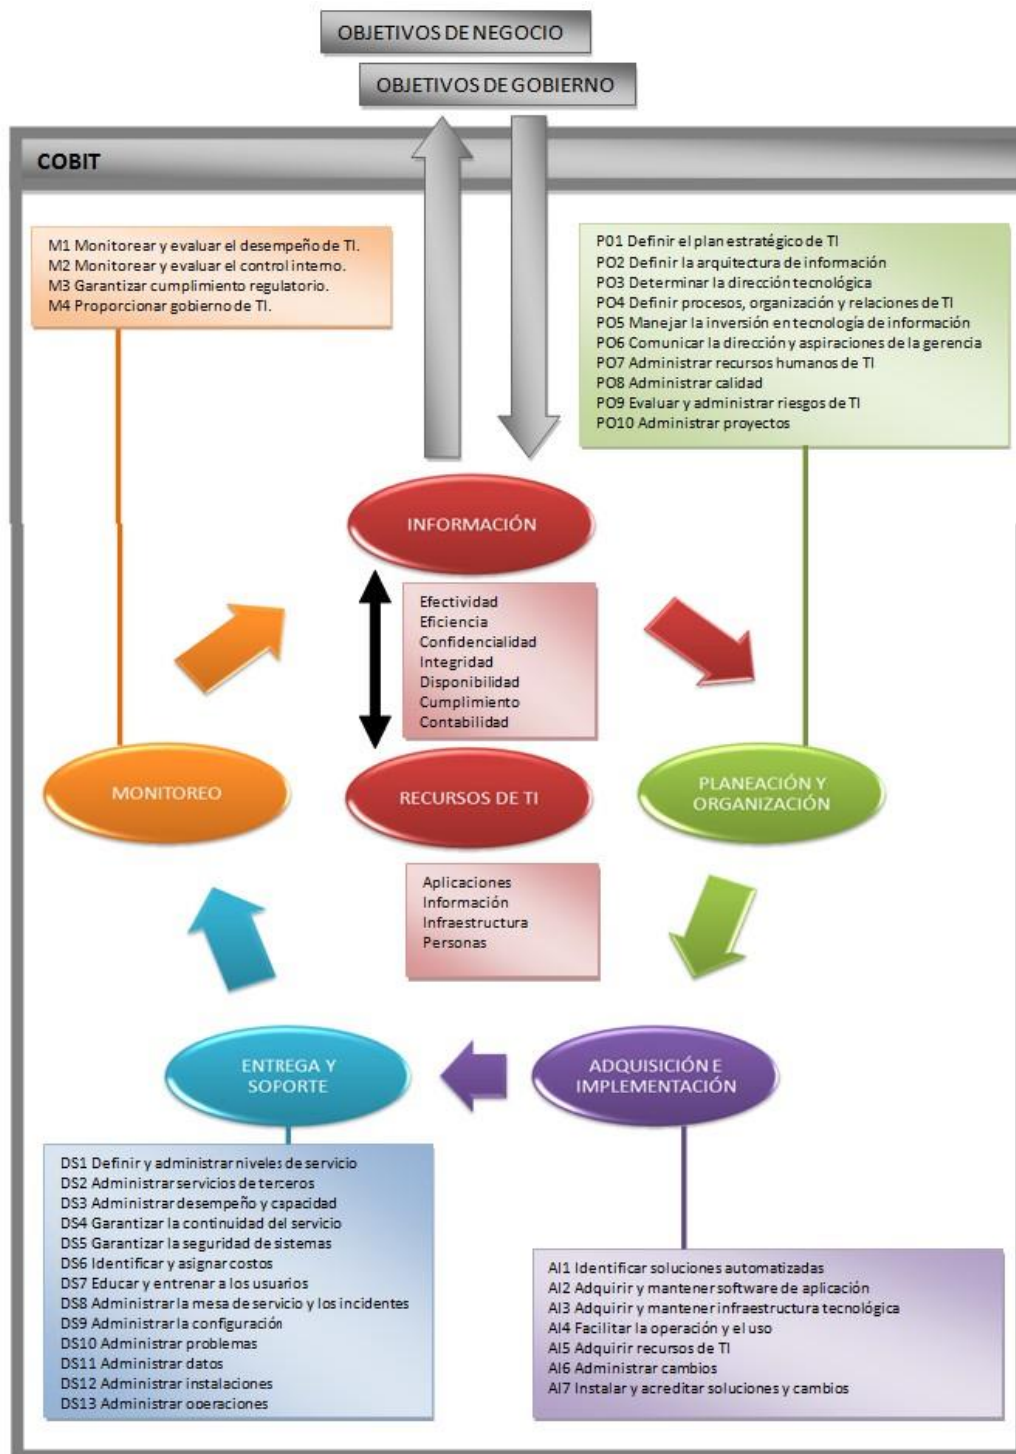 OBJETIVOS DE NEGOCIO
OBJETIVOS DE GOBIERNO
COBIT
M1 Monitorear y evaluar el desempeño de TI.
M2 Monitorear y evaluar el control interno.
M3 Garantizar cumplimiento regulatorio.
M4 Proporcionar gobierno de TI.
PO1 Definir el plan estratégico de TI
PO2 Definir la arquitectura de información
PO3 Determinar la dirección tecnológica
PO4 Definir procesos, organización y relaciones de TI
PO5 Manejar la inversión en tecnología de información
PO6 Comunicar la dirección y aspiraciones de la gerencia
PO7 Administrar recursos humanos de TI
PO8 Administrar calidad
PO9 Evaluar y administrar riesgos de TI
PO10 Administrar proyectos
INFORMACIÓN
Efectividad
Eficiencia
Confidencialidad
Integridad
Disponibilidad
Cumplimiento
Contabilidad
MONITOREO
RECURSOS DE TI
PLANEACIÓN Y
ORGANIZACIÓN
Aplicaciones
Información
Infraestructura
Personas
ENTREGA Y
SOPORTE
ADQUISICIÓN E
IMPLEMENTACIÓN
DS1 Definir y administrar niveles de servicio
DS2 Administrar servicios de terceros
DS3 Administrar desempeño y capacidad
DS4 Garantizar la continuidad del servicio
DS5 Garantizar la seguridad de sistemas
DS6 Identificar y asignar costos
DS7 Educar y entrenar a los usuarios
DS8 Administrar la mesa de servicio y los incidentes
DS9 Administrar la configuración
DS10 Administrar problemas
DS11 Administrar datos
DS12 Administrar instalaciones
DS13 Administrar operaciones
AI1 Identificar soluciones automatizadas
AI2 Adquirir y mantener software de aplicación
AI3 Adquirir y mantener infraestructura tecnológica
AI4 Facilitar la operación y el uso
AI5 Adquirir recursos de TI
AI6 Administrar cambios
AI7 Instalar y acreditar soluciones y cambios